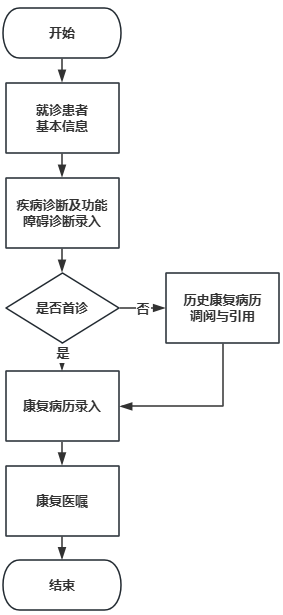 开始
就诊患者
基本信息
疾病诊断及功能
障碍诊断录入
是否首诊
否
历史康复病历
调阅与引用
是
康复病历录入
康复医嘱
结束